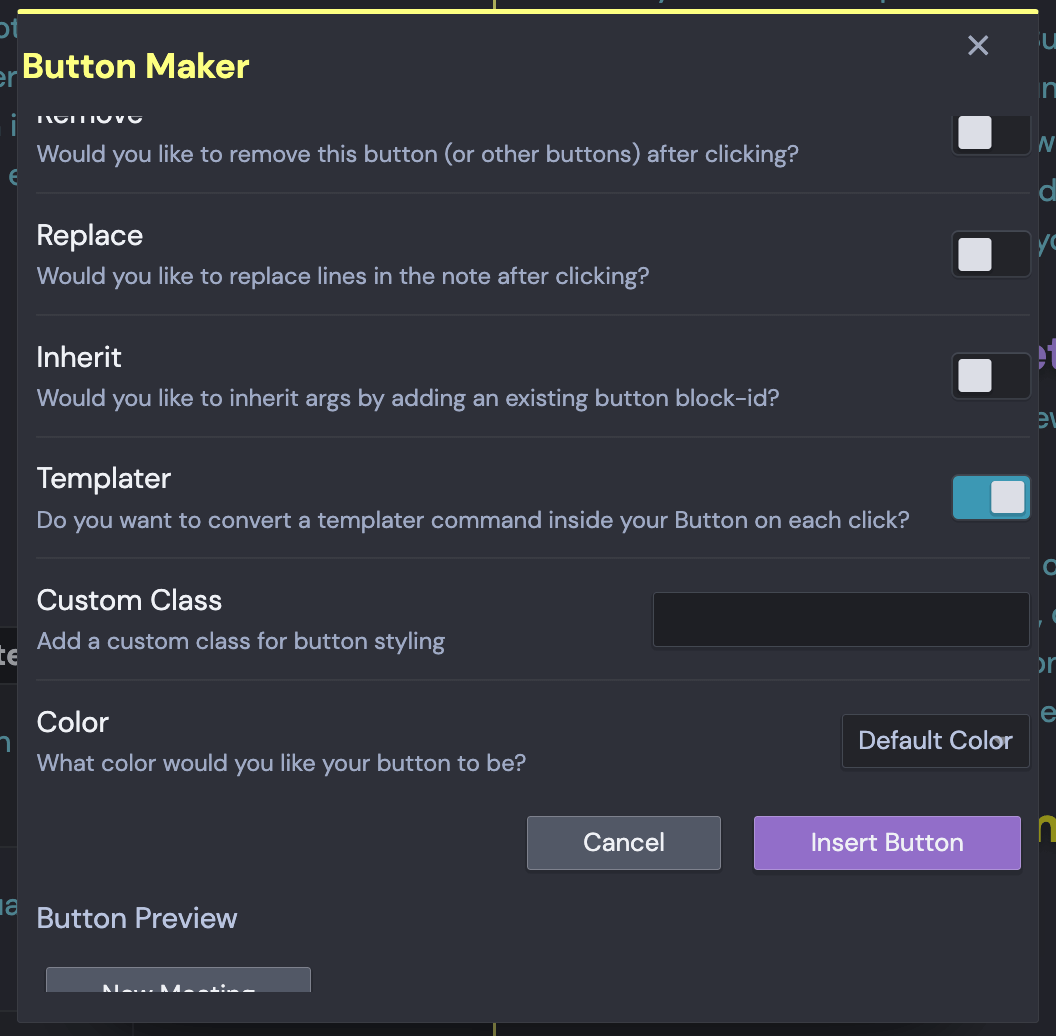 Button Maker
Remove
Would you like to remove this button (or other buttons) after clicking?
Replace
Would you like to replace lines in the note after clicking?
Inherit
Would you like to inherit args by adding an existing button block-id?
Templater
Do you want to convert a templater command inside your Button on each click?
Custom Class
Add a custom class for button styling
Color
What color would you like your button to be?
Default Color
Cancel
Insert Button
Button Preview
New Meeting